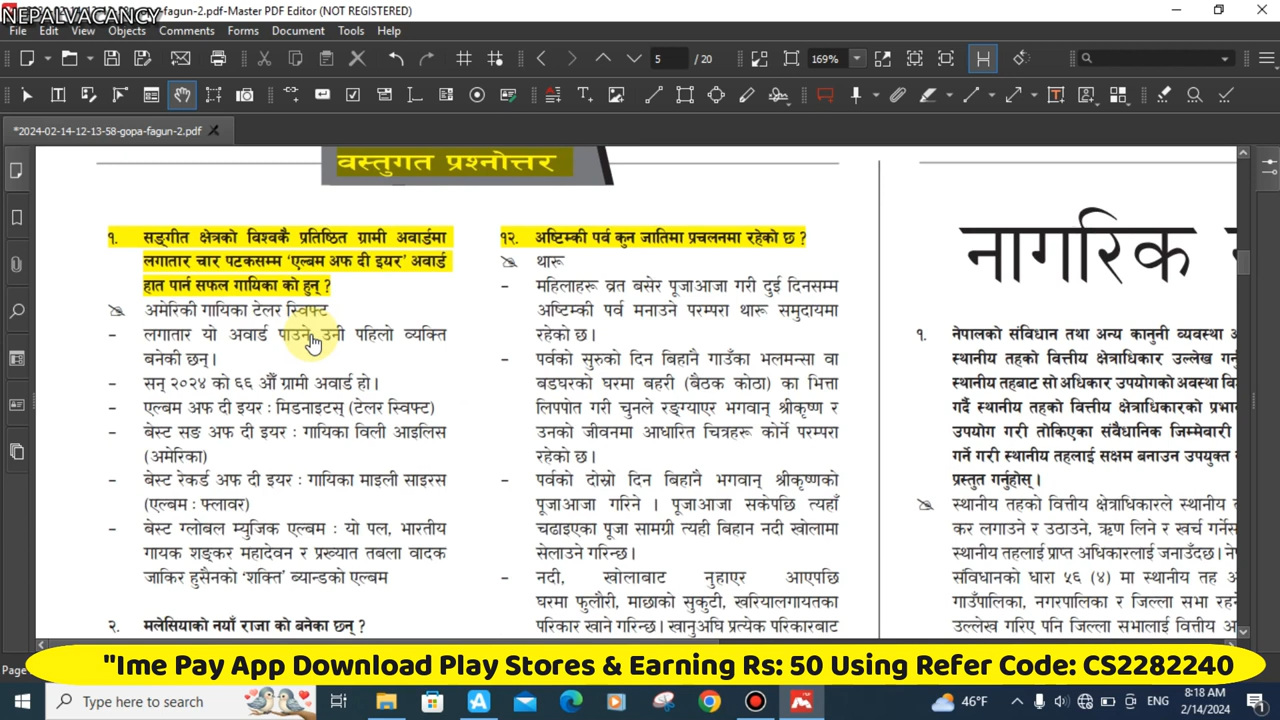 NEPALVACANCY
-fagun-2.pdf-Master PDF Editor (NOT REGISTERED)
File Edit View Objects Comments Forms Document Tools Help
5 / 20
169%
*2024-02-14-12-13-58-gopa-fagun-2.pdf
वस्तुगत प्रश्नोत्तर
१. सङ्गीत क्षेत्रको विश्वकै प्रतिष्ठित ग्रामी अवार्डमा
लगातार चार पटकसम्म ‘एल्बम अफ दी इयर’ अवार्ड
हात पार्न सफल गायिका को हुन् ?
अमेरिकी गायिका टेलर स्विफ्ट
- लगातार यो अवार्ड पाउने उनी पहिलो व्यक्ति
बनेकी छन्।
- सन् २०२४ को ६६ औँ ग्रामी अवार्ड हो।
- एल्बम अफ दी इयर : मिडनाइटस् (टेलर स्विफ्ट)
- बेस्ट सङ अफ दी इयर : गायिका विली आइलिस
(अमेरिका)
- बेस्ट रेकर्ड अफ दी इयर : गायिका माइली साइरस
(एल्बम : फ्लावर)
- बेस्ट ग्लोबल म्युजिक एल्बम : यो पल, भारतीय
गायक शङ्कर महादेवन र प्रख्यात तबला वादक
जाकिर हुसैनको ‘शक्ति’ ब्यान्डको एल्बम
२. मलेसियाको नयाँ राजा को बनेका छन् ?
१२. अष्टिम्की पर्व कुन जातिमा प्रचलनमा रहेको छ ?
थारू
- महिलाहरू व्रत बसेर पूजाआजा गरी दुई दिनसम्म
अष्टिम्की पर्व मनाउने परम्परा थारू समुदायमा
रहेको छ।
- पर्वको सुरुको दिन बिहानै गाउँका भलमन्सा वा
बडघरको घरमा बहरी (बैठक कोठा) का भित्ता
लिपपोत गरी चुनले रङ्ग्याएर भगवान् श्रीकृष्ण र
उनको जीवनमा आधारित चित्रहरू कोर्ने परम्परा
रहेको छ।
- पर्वको दोस्रो दिन बिहानै भगवान् श्रीकृष्णको
पूजाआजा गरिने । पूजाआजा सकेपछि त्यहाँ
चढाइएका पूजा सामग्री त्यही बिहान नदी खोलामा
सेलाउने गरिन्छ।
- नदी, खोलाबाट नुहाएर आएपछि
घरमा फुलौरी, माछाको सुकुटी, खरियालगायतका
परिकार खाने गरिन्छ। खानुअघि प्रत्येक परिकारबाट
नागरिक
१. नेपालको संविधान तथा अन्य कानुनी व्यवस्था
स्थानीय तहको वित्तीय क्षेत्राधिकार उल्लेख गर्नु
स्थानीय तहबाट सो अधिकार उपयोगको अवस्था
गर्दै स्थानीय तहको वित्तीय क्षेत्राधिकारको प्रभाव
उपयोग गरी तोकिएका संवैधानिक जिम्मेबारी
गर्ने गरी स्थानीय तहलाई सक्षम बनाउन उपयुक्त
प्रस्तुत गर्नुहोस्।
स्थानीय तहको वित्तीय क्षेत्राधिकारले स्थानीय
कर लगाउने र उठाउने, ऋण लिने र खर्च गर्ने
स्थानीय तहलाई प्राप्त अधिकारलाई जनाउँदछ।
संविधानको धारा ५६ (४) मा स्थानीय तह
गाउँपालिका, नगरपालिका र जिल्ला सभा
उल्लेख गरिए पनि जिल्ला सभालाई वित्तीय
Page
"Ime Pay App Download Play Stores & Earning Rs: 50 Using Refer Code: CS2282240
Type here to search
46°F
ENG
8:18 AM
2/14/2024